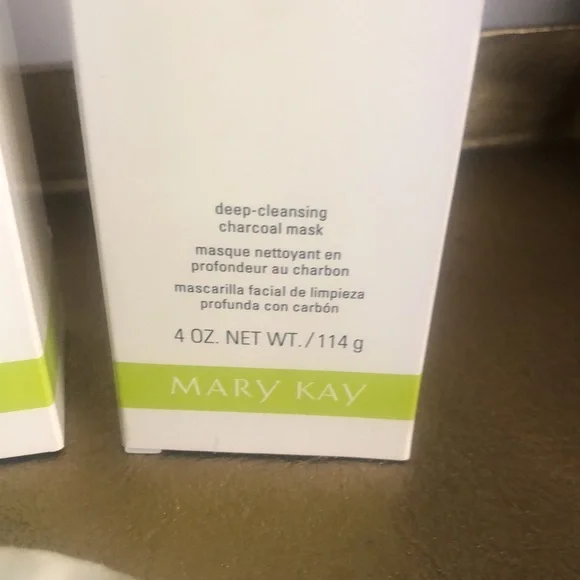 deep-cleansing
charcoal mask
masque nettoyant en
profondeur au charbon
mascarilla facial de limpieza
profunda con carbón
4 OZ. NET WT. / 114 g
MARY KAY